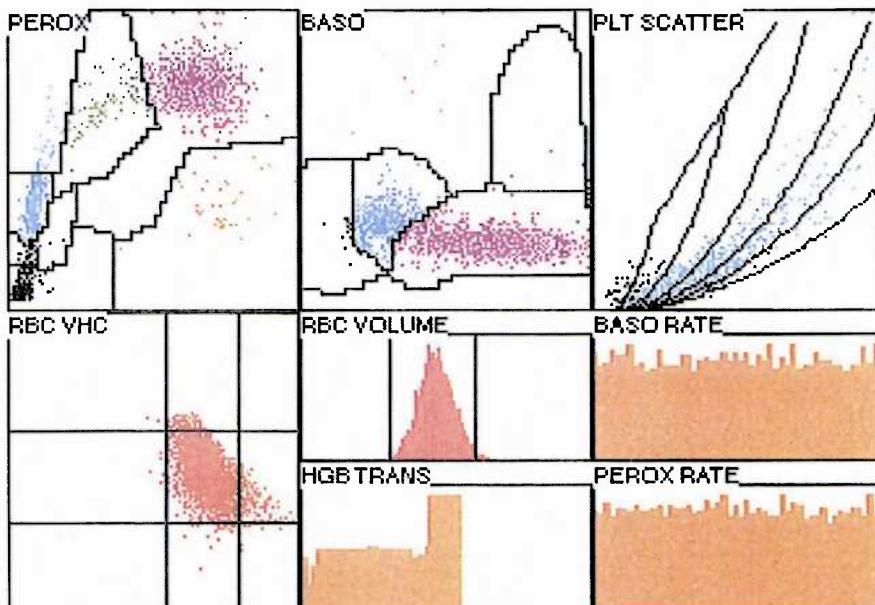 PEROX
BASO
PLT SCATTER
RBC VHC
RBC VOLUME
BASO RATE
HGB TRANS
PEROX RATE